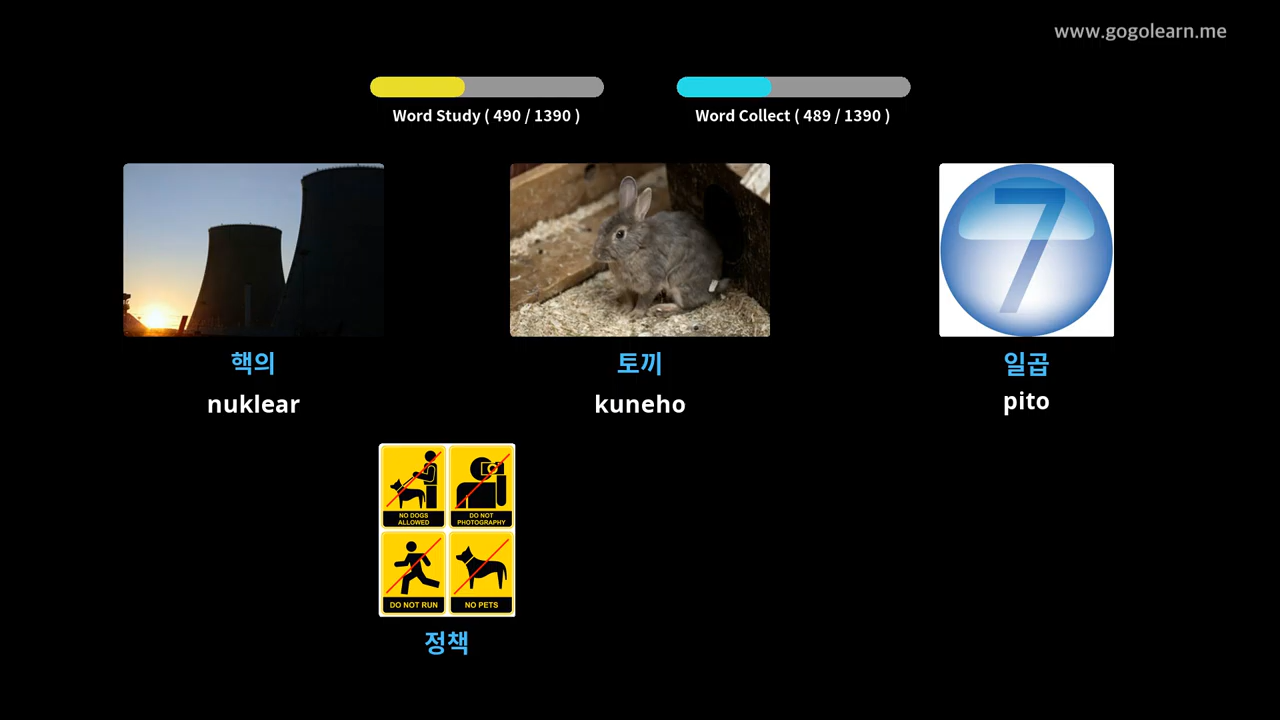 www.gogolearn.me
Word Study ( 490 / 1390 )
Word Collect ( 489 / 1390 )
7
핵의
nuklear
토끼
kuneho
일곱
pito
NO DOGS
ALLOWED
DO NOT
PHOTOGRAPHY
DO NOT RUN
NO PETS
정책